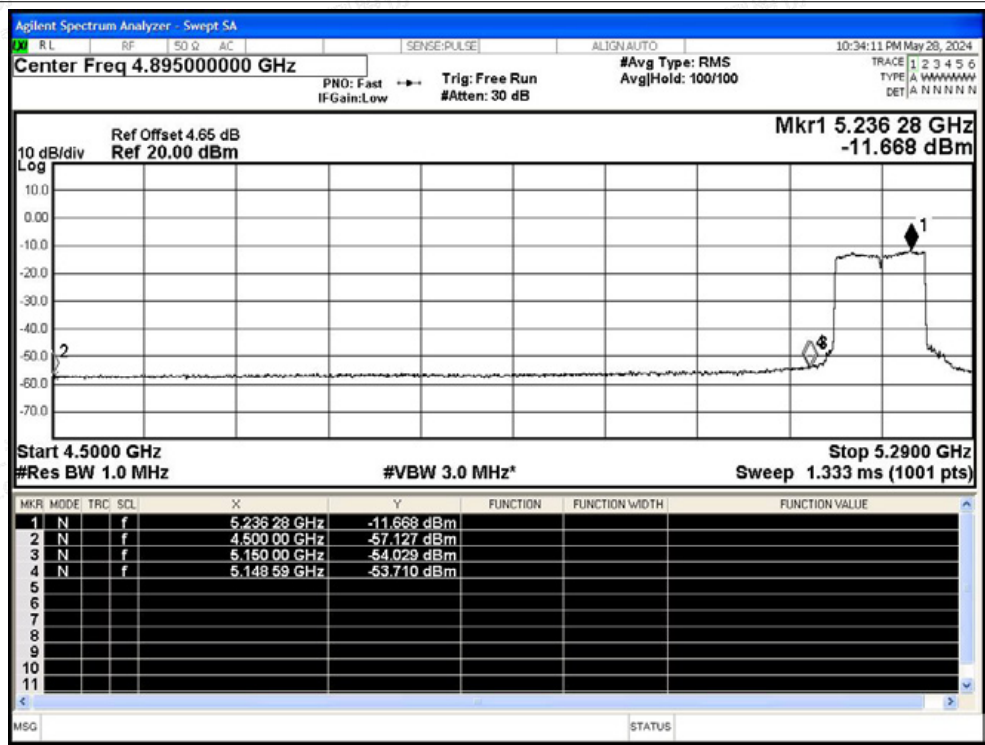 Agilent Spectrum Analyzer - Swept SA
RL RF 50 Ω AC SENSE:PULSE ALIGN AUTO 10:34:11 PM May 28, 2024
Center Freq 4.895000000 GHz
PNO: Fast
IFGain:Low
Trig: Free Run
#Atten: 30 dB
#Avg Type: RMS
Avg|Hold: 100/100
TRACE 1 2 3 4 5 6
TYPE A WWWWW
DET A N N N N N
Ref Offset 4.65 dB
10 dB/div Ref 20.00 dBm
Log
Mkr1 5.236 28 GHz
-11.668 dBm
10.0
0.00
-10.0
-20.0
-30.0
-40.0
-50.0
-60.0
-70.0
1
2
Start 4.5000 GHz Stop 5.2900 GHz
#Res BW 1.0 MHz #VBW 3.0 MHz* Sweep 1.333 ms (1001 pts)
MKR MODE TRC SCL X Y FUNCTION FUNCTION WIDTH FUNCTION VALUE
1 N f 5.236 28 GHz -11.668 dBm
2 N f 4.500 00 GHz -57.127 dBm
3 N f 5.150 00 GHz -54.029 dBm
4 N f 5.148 59 GHz -53.710 dBm
5
6
7
8
9
10
11
MSG STATUS